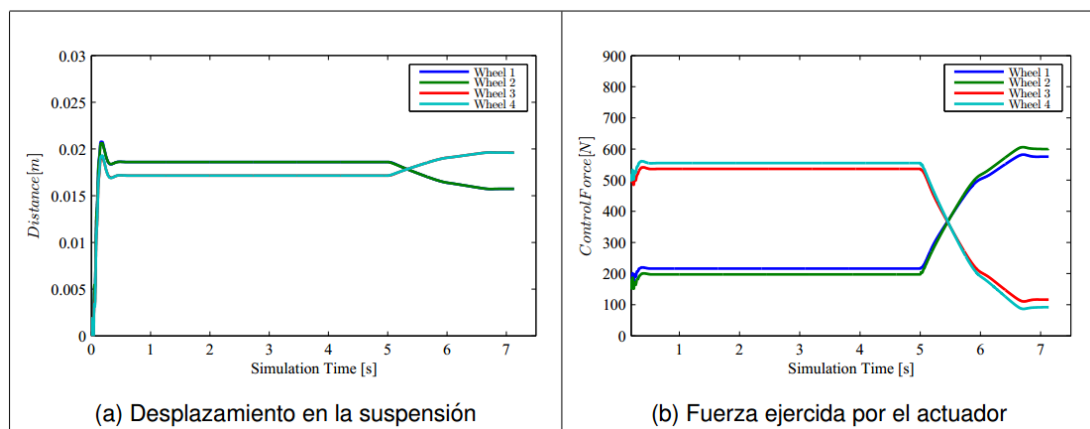 0.03
0.025
0.02
0.015
0.01
0.005
0
Distance[m]
Wheel 1
Wheel 2
Wheel 3
Wheel 4
0 1 2 3 4 5 6 7
Simulation Time [s]
(a) Desplazamiento en la suspensión
900
800
700
600
500
400
300
200
100
0
ControlForce[N]
Wheel 1
Wheel 2
Wheel 3
Wheel 4
1 2 3 4 5 6 7
Simulation Time [s]
(b) Fuerza ejercida por el actuador